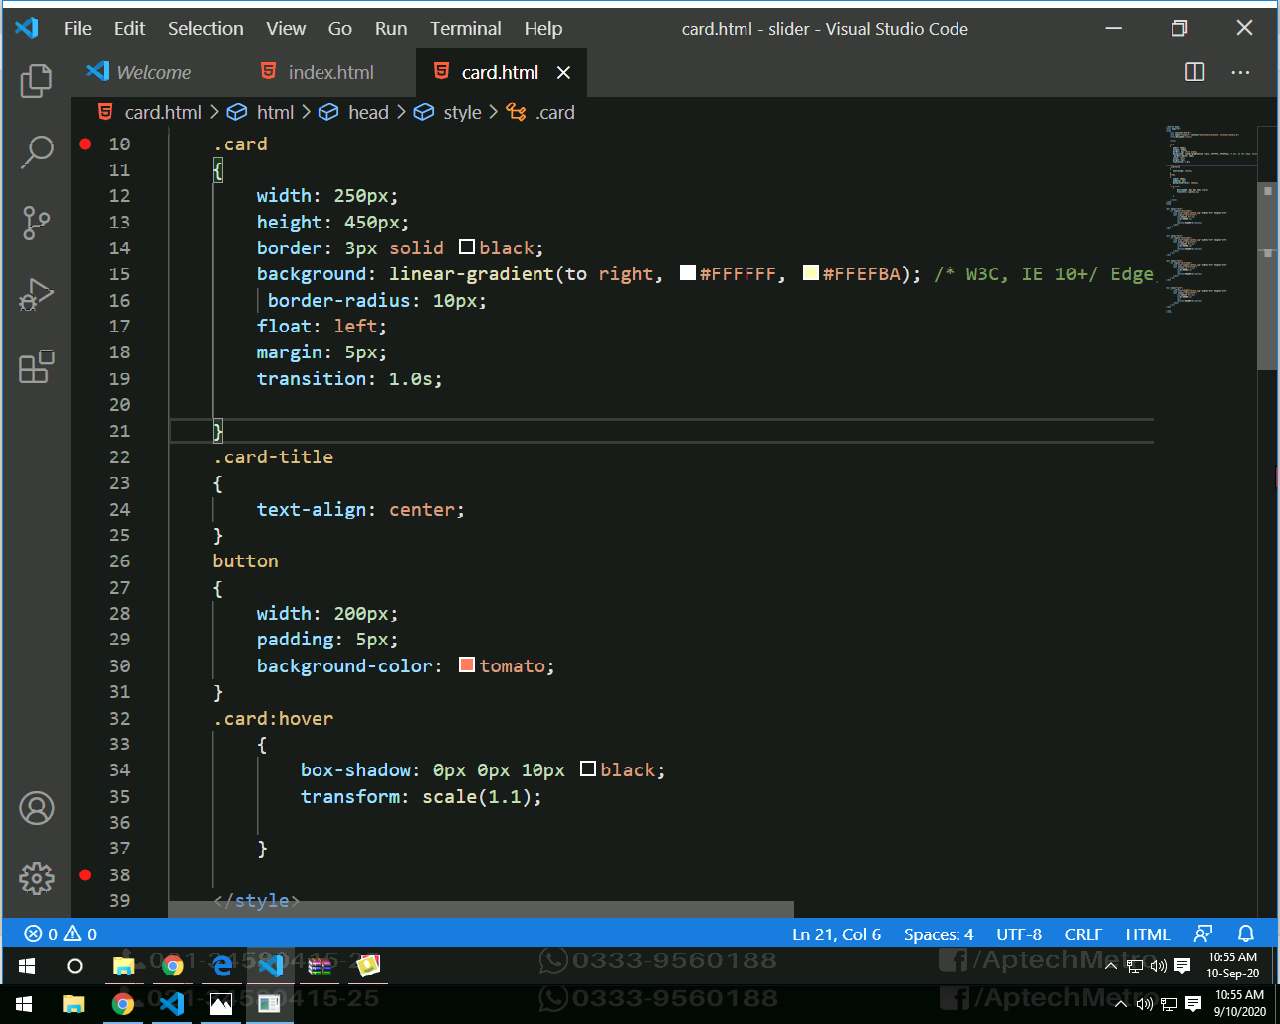 File Edit Selection View Go Run Terminal Help card.html - slider - Visual Studio Code
Welcome index.html card.html
card.html > html > head > style > .card
10 .card
11 {
12 width: 250px;
13 height: 450px;
14 border: 3px solid black;
15 background: linear-gradient(to right, #FFFFFF, #FFEFBA); /* W3C, IE 10+/ Edge,
16 border-radius: 10px;
17 float: left;
18 margin: 5px;
19 transition: 1.0s;
20
21 }
22 .card-title
23 {
24 text-align: center;
25 }
26 button
27 {
28 width: 200px;
29 padding: 5px;
30 background-color: tomato;
31 }
32 .card:hover
33 {
34 box-shadow: 0px 0px 10px black;
35 transform: scale(1.1);
36
37 }
38
39 </style>
0 0 Ln 21, Col 6 Spaces: 4 UTF-8 CRLF HTML
0333-9560188 /AptechMetro 10:55 AM
10-Sep-20
415-25 0333-9560188 /AptechMetro 10:55 AM
9/10/2020